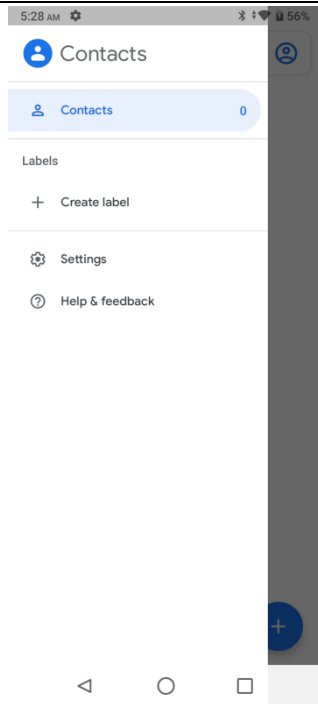 5:28 AM 56%
Contacts
Contacts 0
Labels
Create label
Settings
Help & feedback